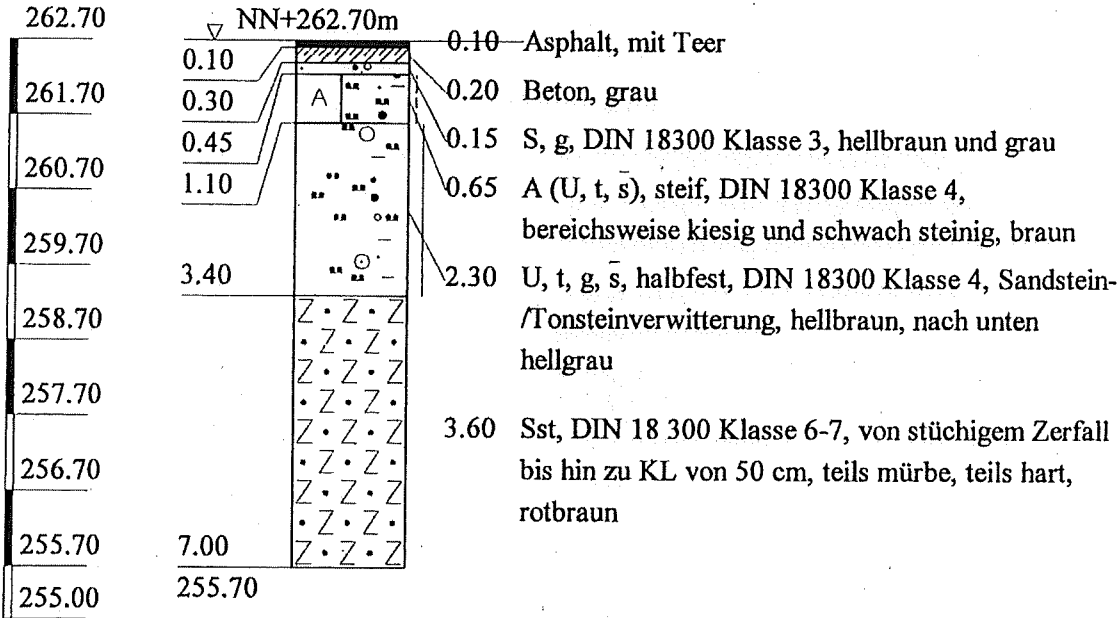 262.70
NN+262.70m
0.10
0.10 Asphalt, mit Teer
261.70
0.30
A
0.20 Beton, grau
0.45
0.15 S, g, DIN 18300 Klasse 3, hellbraun und grau
260.70
1.10
0.65 A (U, t, s̄), steif, DIN 18300 Klasse 4,
bereichsweise kiesig und schwach steinig, braun
259.70
3.40
2.30 U, t, g, s̄, halbfest, DIN 18300 Klasse 4, Sandstein-
/Tonsteinverwitterung, hellbraun, nach unten
hellgrau
258.70
Z • Z • Z
• Z • Z •
Z • Z • Z
257.70
• Z • Z •
Z • Z • Z
3.60 Sst, DIN 18 300 Klasse 6-7, von stüchigem Zerfall
bis hin zu KL von 50 cm, teils mürbe, teils hart,
rotbraun
256.70
• Z • Z •
Z • Z • Z
• Z • Z •
255.70
7.00
Z • Z • Z
255.70
255.00